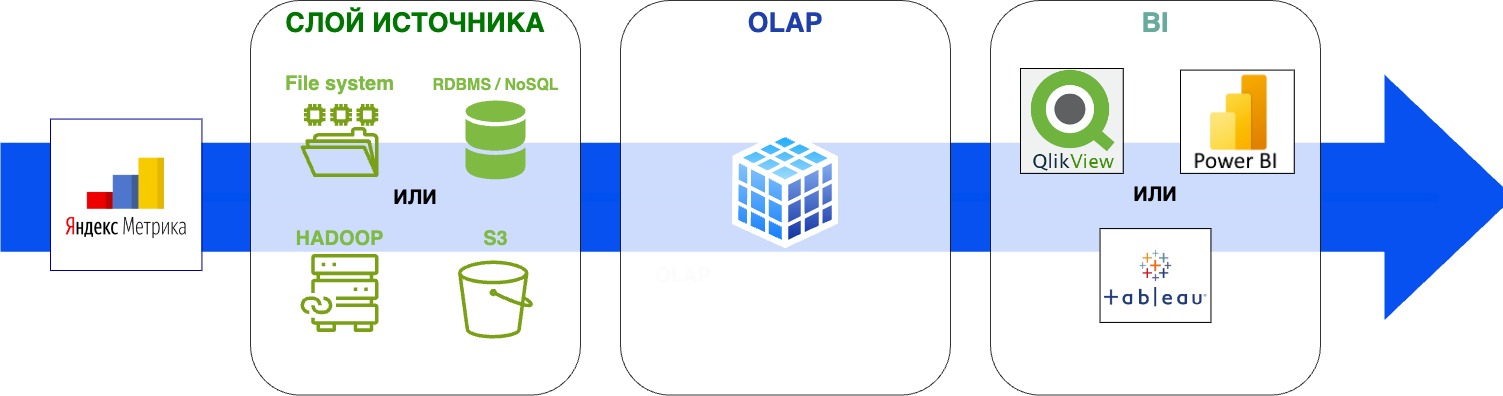 СЛОЙ ИСТОЧНИКА
OLAP
BI
File system
RDBMS / NoSQL
QlikView
Power BI
Яндекс Метрика
ИЛИ
ИЛИ
HADOOP
S3
OLAP
+ableau